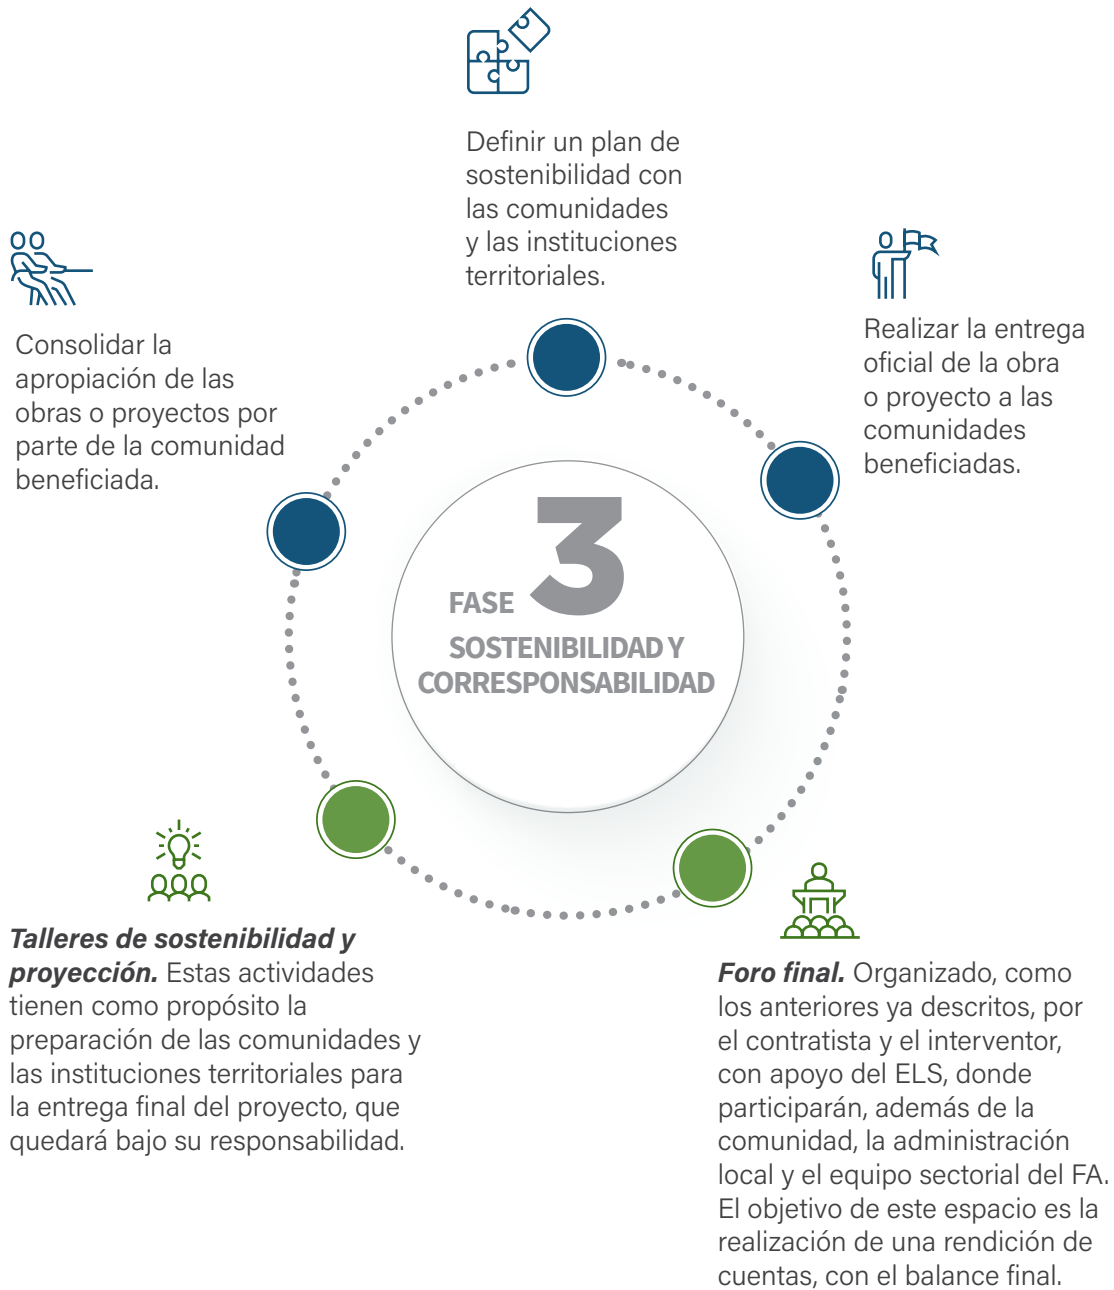 Definir un plan de
sostenibilidad con
las comunidades
y las instituciones
territoriales.
Consolidar la
apropiación de las
obras o proyectos por
parte de la comunidad
beneficiada.
Realizar la entrega
oficial de la obra
o proyecto a las
comunidades
beneficiadas.
FASE 3
SOSTENIBILIDAD Y
CORRESPONSABILIDAD
Talleres de sostenibilidad y
proyección. Estas actividades
tienen como propósito la
preparación de las comunidades y
las instituciones territoriales para
la entrega final del proyecto, que
quedará bajo su responsabilidad.
Foro final. Organizado, como
los anteriores ya descritos, por
el contratista y el interventor,
con apoyo del ELS, donde
participarán, además de la
comunidad, la administración
local y el equipo sectorial del FA.
El objetivo de este espacio es la
realización de una rendición de
cuentas, con el balance final.